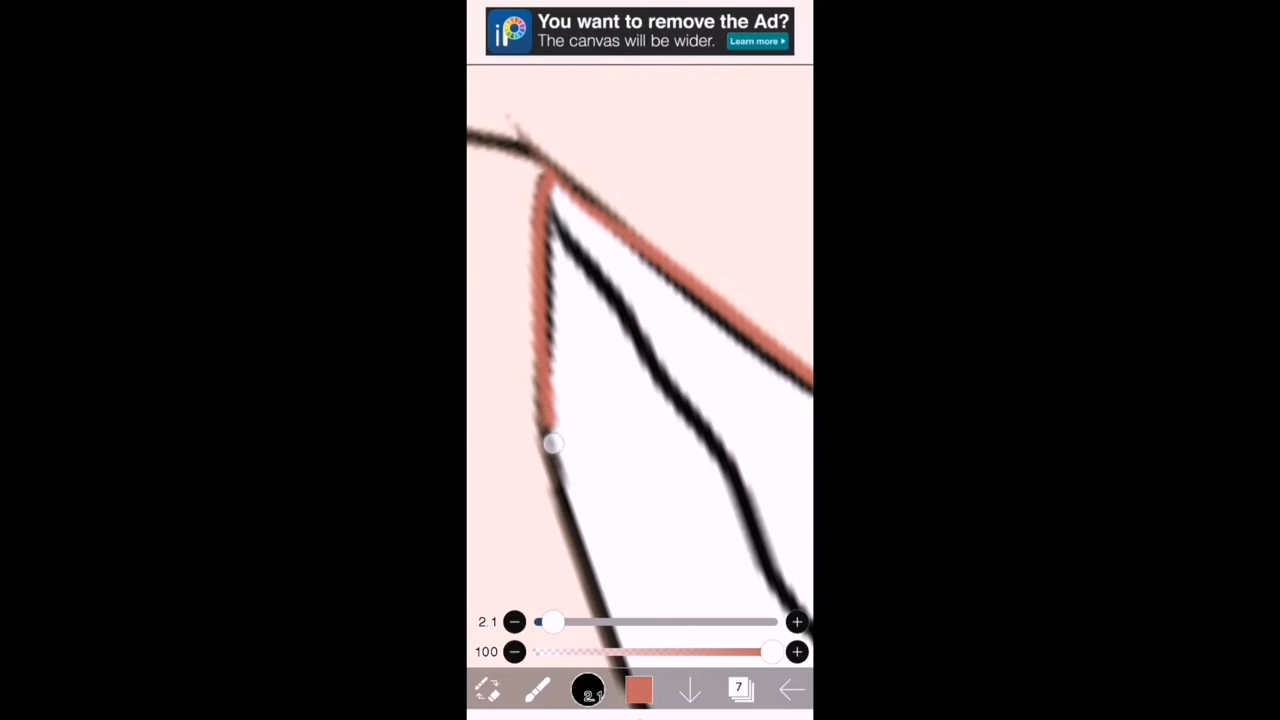 iP
You want to remove the Ad?
The canvas will be wider.
Learn more
2.1
100
2.1
7